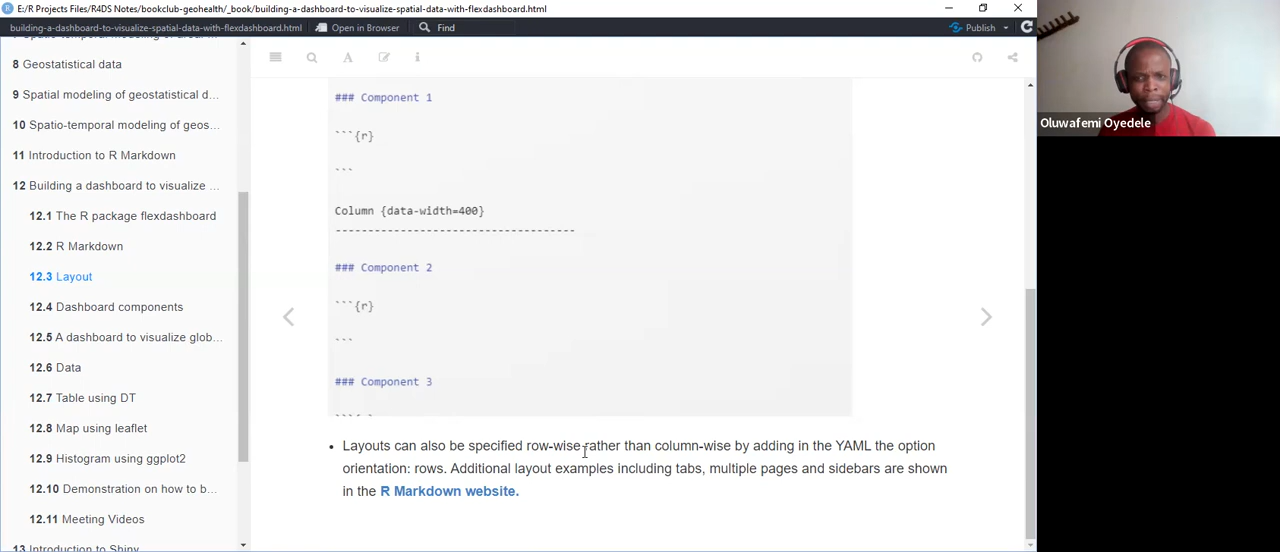 E:/R Projects Files/R4DS Notes/bookclub-geohealth/_book/building-a-dashboard-to-visualize-spatial-data-with-flexdashboard.html
building-a-dashboard-to-visualize-spatial-data-with-flexdashboard.html
Open in Browser
Find
Publish
8 Geostatistical data
9 Spatial modeling of geostatistical d...
10 Spatio-temporal modeling of geos...
11 Introduction to R Markdown
12 Building a dashboard to visualize ...
12.1 The R package flexdashboard
12.2 R Markdown
12.3 Layout
12.4 Dashboard components
12.5 A dashboard to visualize glob...
12.6 Data
12.7 Table using DT
12.8 Map using leaflet
12.9 Histogram using ggplot2
12.10 Demonstration on how to b...
12.11 Meeting Videos
13 Introduction to Shiny
### Component 1
```{r}
```
Column {data-width=400}
-------------------------------------
### Component 2
```{r}
```
### Component 3
• Layouts can also be specified row-wise rather than column-wise by adding in the YAML the option
orientation: rows. Additional layout examples including tabs, multiple pages and sidebars are shown
in the R Markdown website.
Oluwafemi Oyedele